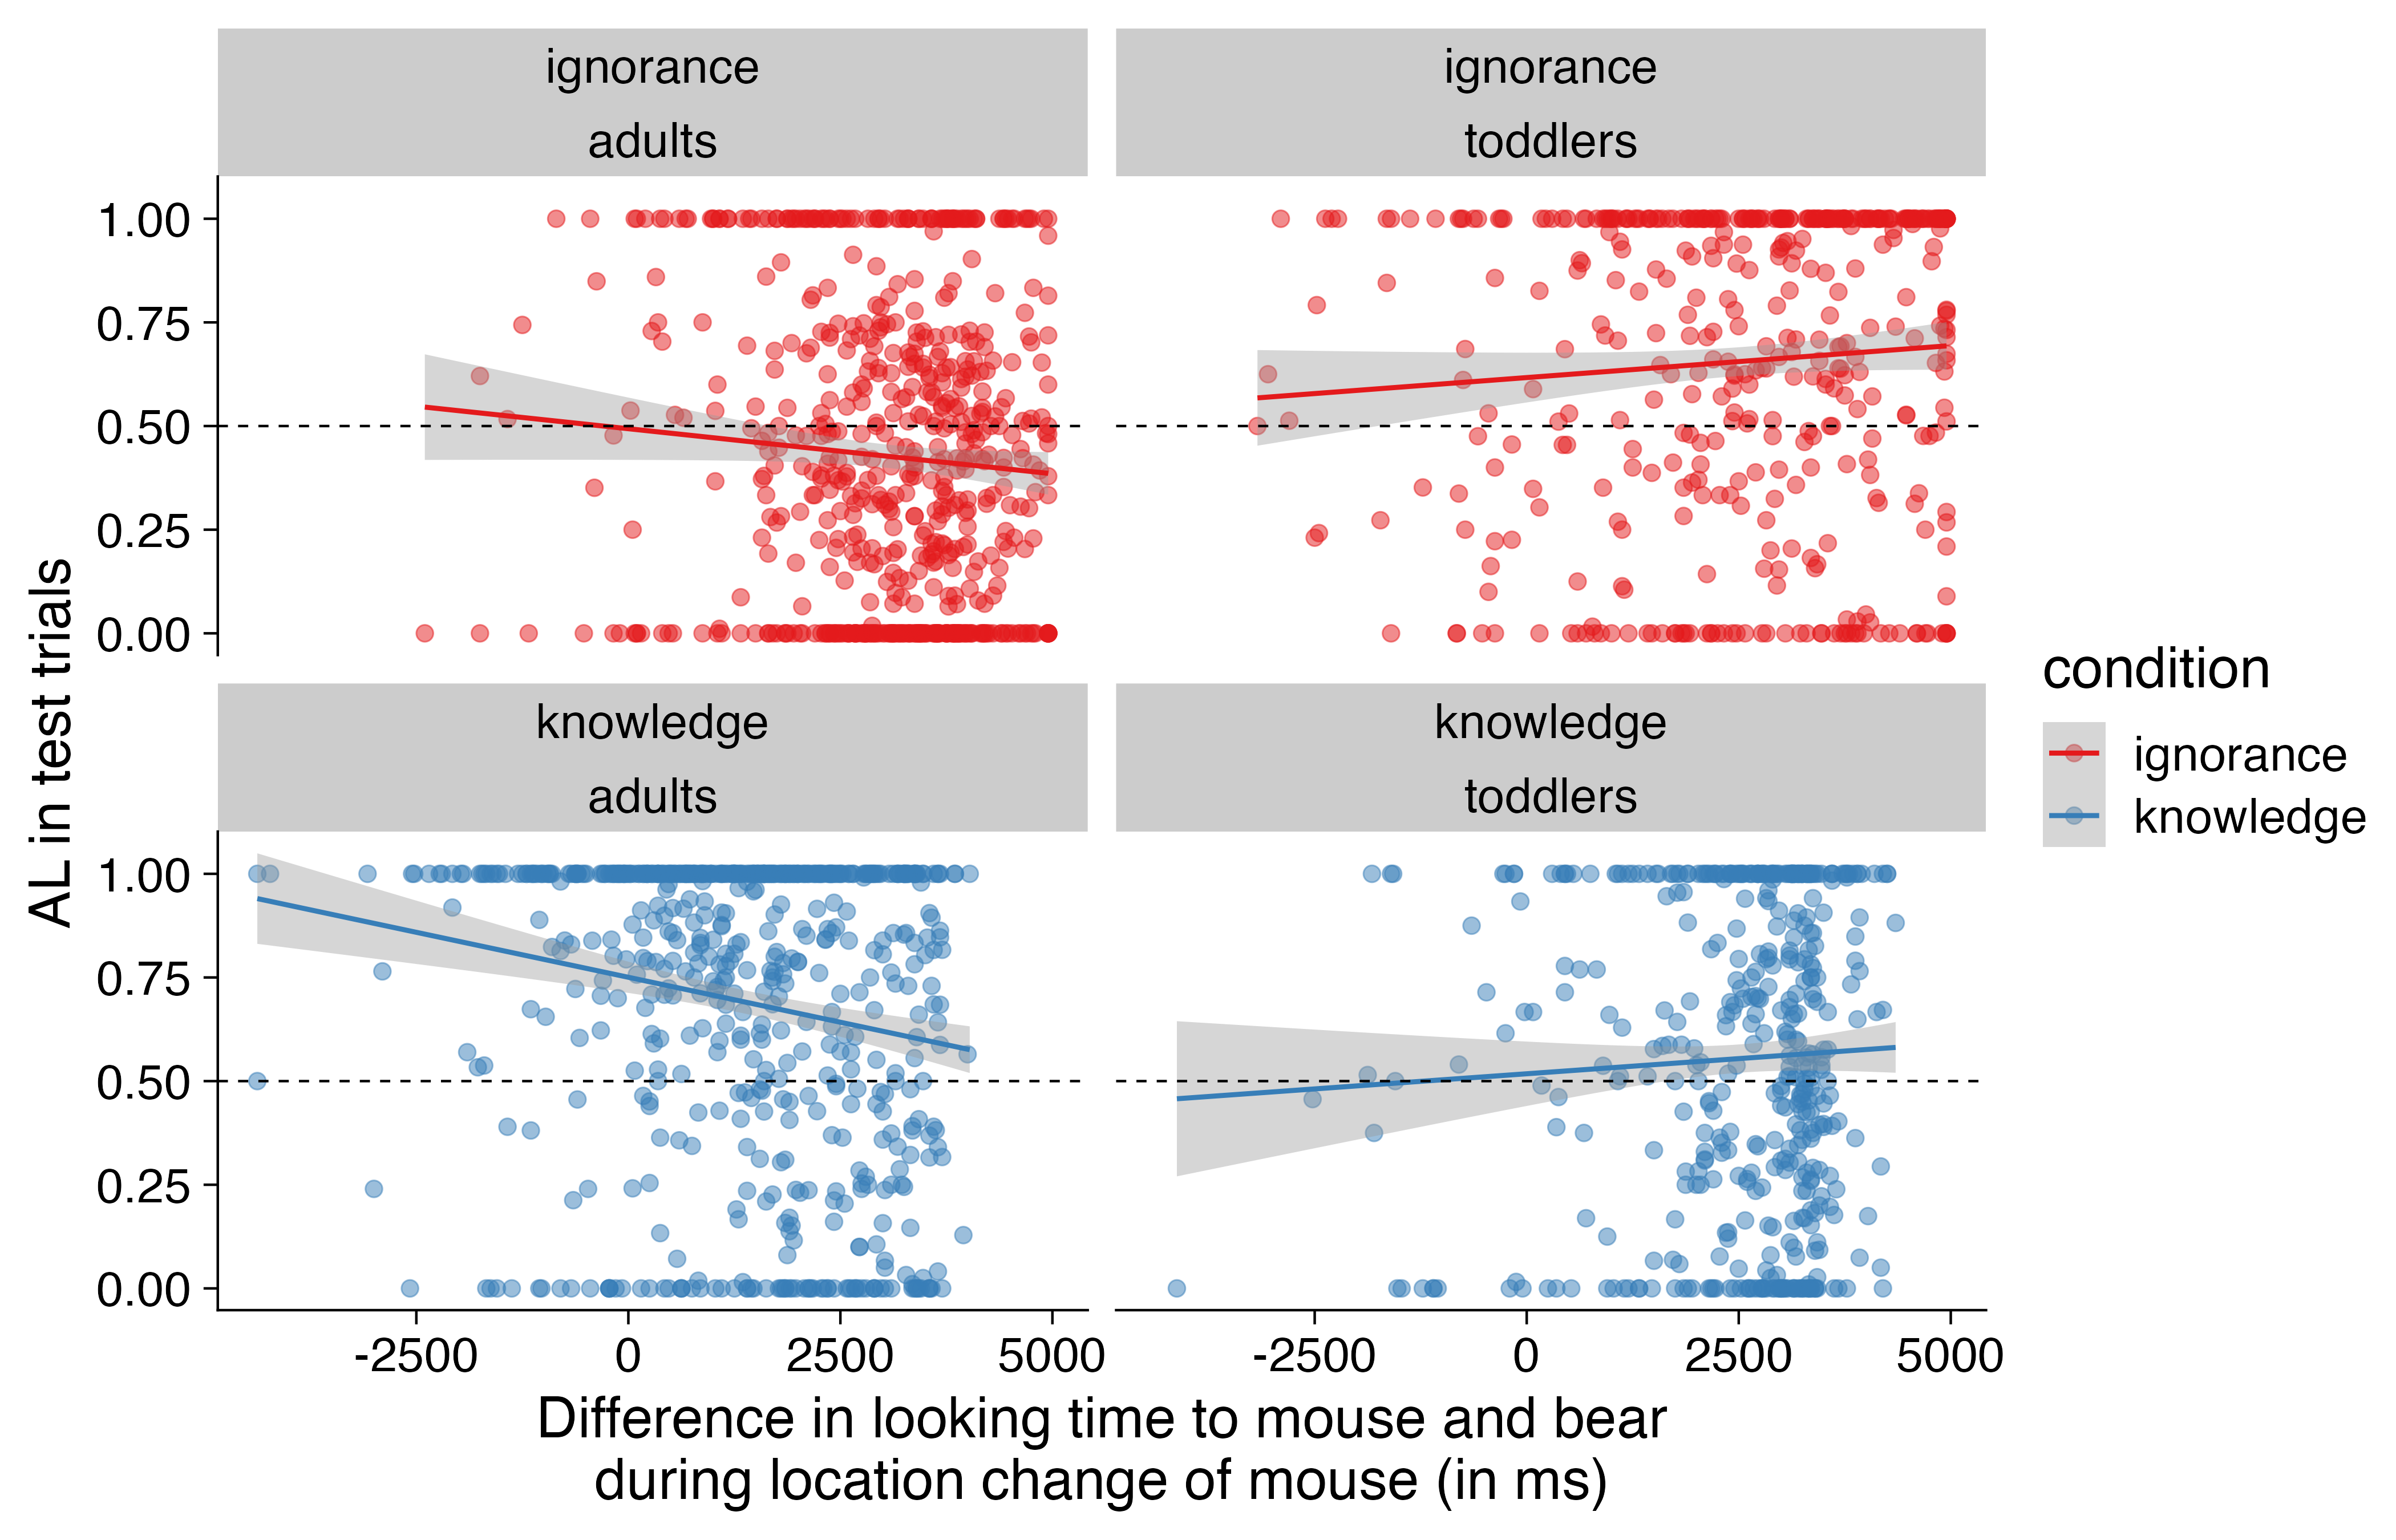 ignorance
adults
ignorance
toddlers
1.00
0.75
0.50
0.25
0.00
knowledge
adults
knowledge
toddlers
1.00
0.75
0.50
0.25
0.00
-2500 0 2500 5000
-2500 0 2500 5000
AL in test trials
Difference in looking time to mouse and bear
during location change of mouse (in ms)
condition
ignorance
knowledge